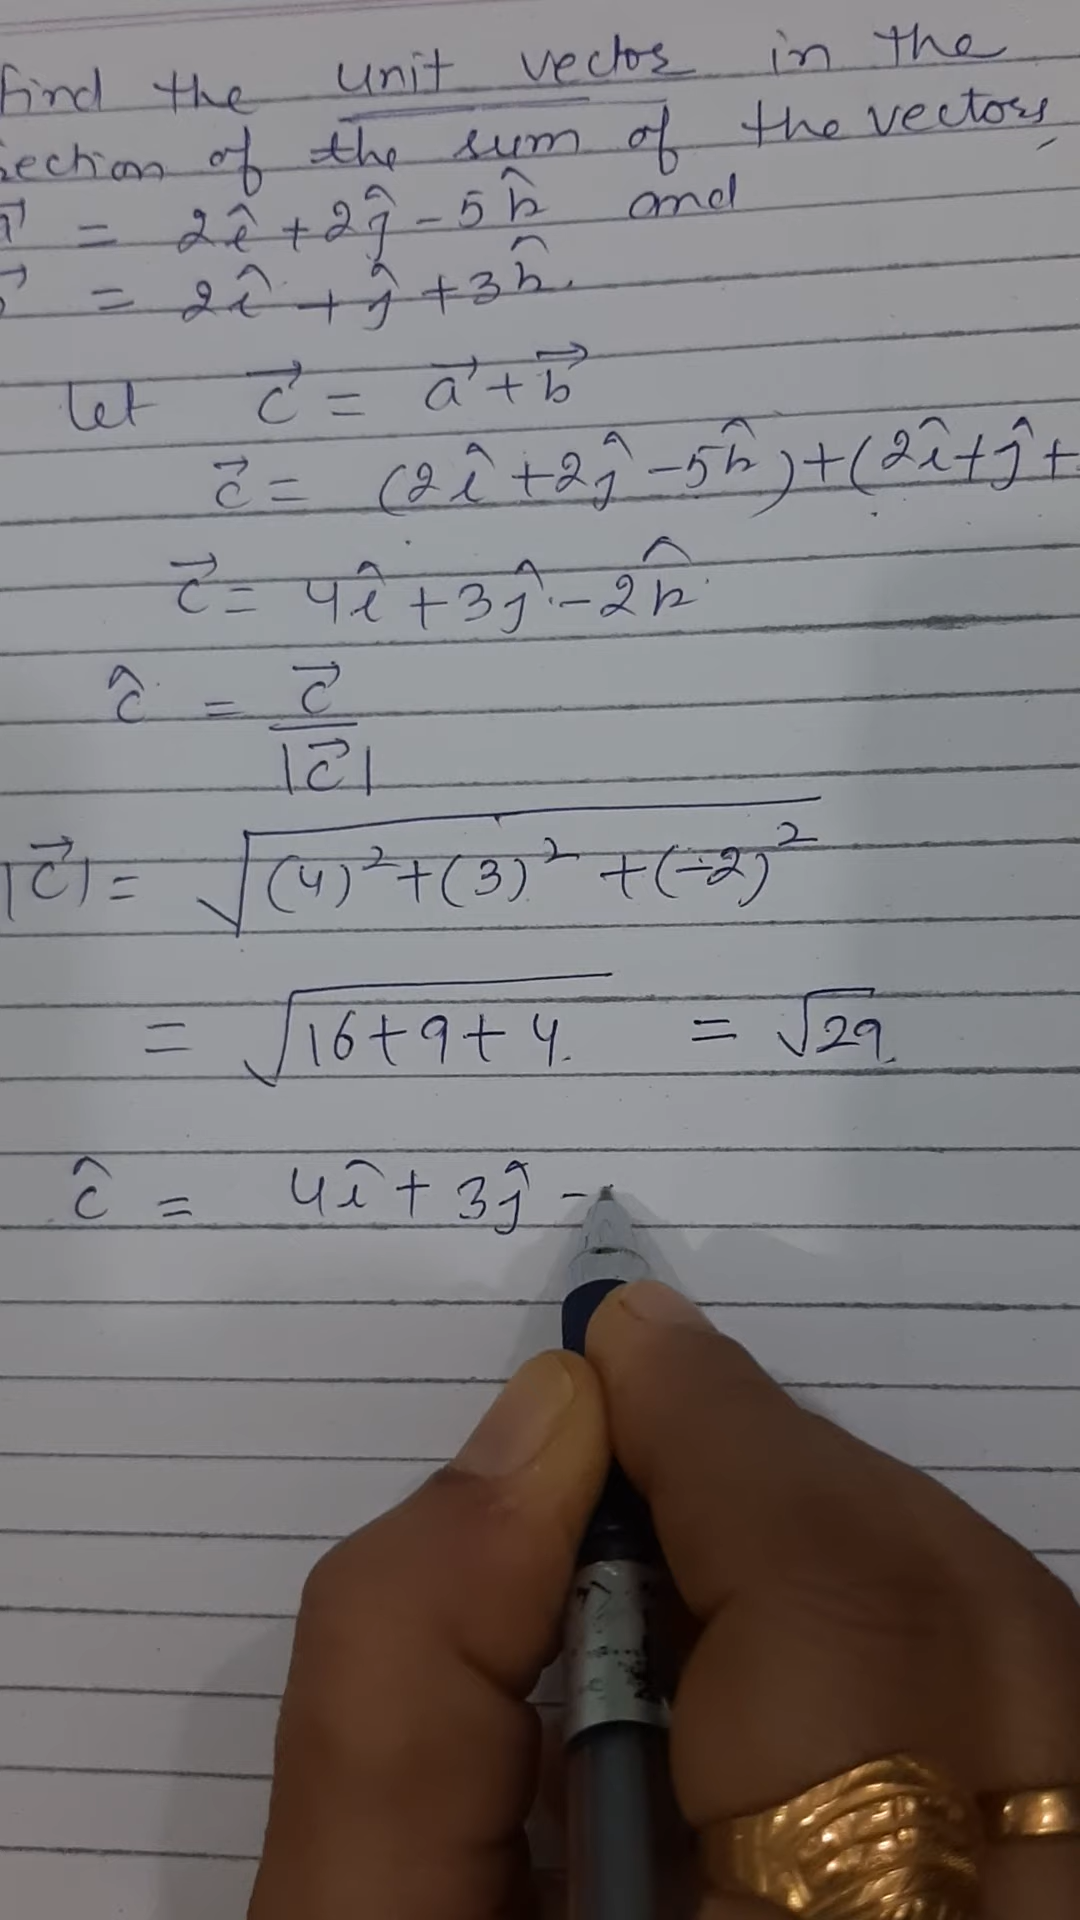 find the unit vector in the
ection of the sum of the vectors,
= 2î + 2ĵ - 5k̂ and
= 2î + ĵ + 3k̂.
let c⃗ = a⃗ + b⃗
c⃗ = (2î + 2ĵ - 5k̂) + (2î + ĵ +
c⃗ = 4î + 3ĵ - 2k̂
ĉ = c⃗ / |c⃗|
|c⃗| = √((4)² + (3)² + (-2)²)
= √(16 + 9 + 4) = √29
ĉ = 4î + 3ĵ -